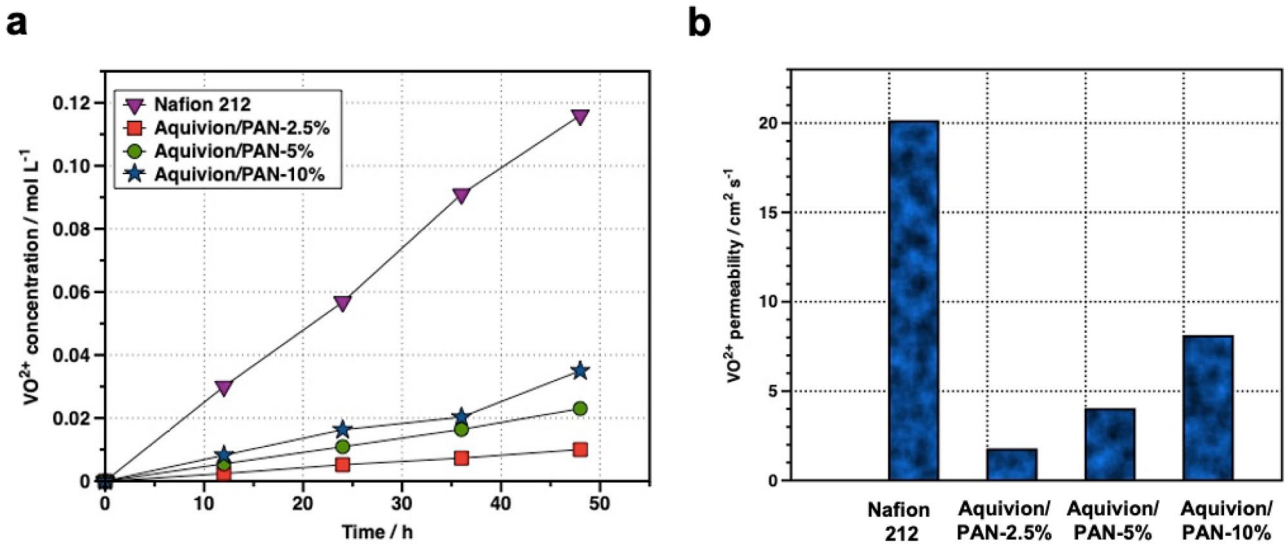 a
VO²⁺ concentration / mol L⁻¹
0.12
0.10
0.08
0.06
0.04
0.02
0
Nafion 212
Aquivion/PAN-2.5%
Aquivion/PAN-5%
Aquivion/PAN-10%
0 10 20 30 40 50
Time / h
b
VO²⁺ permeability / cm² s⁻¹
20
15
10
5
0
Nafion
212
Aquivion/
PAN-2.5%
Aquivion/
PAN-5%
Aquivion/
PAN-10%